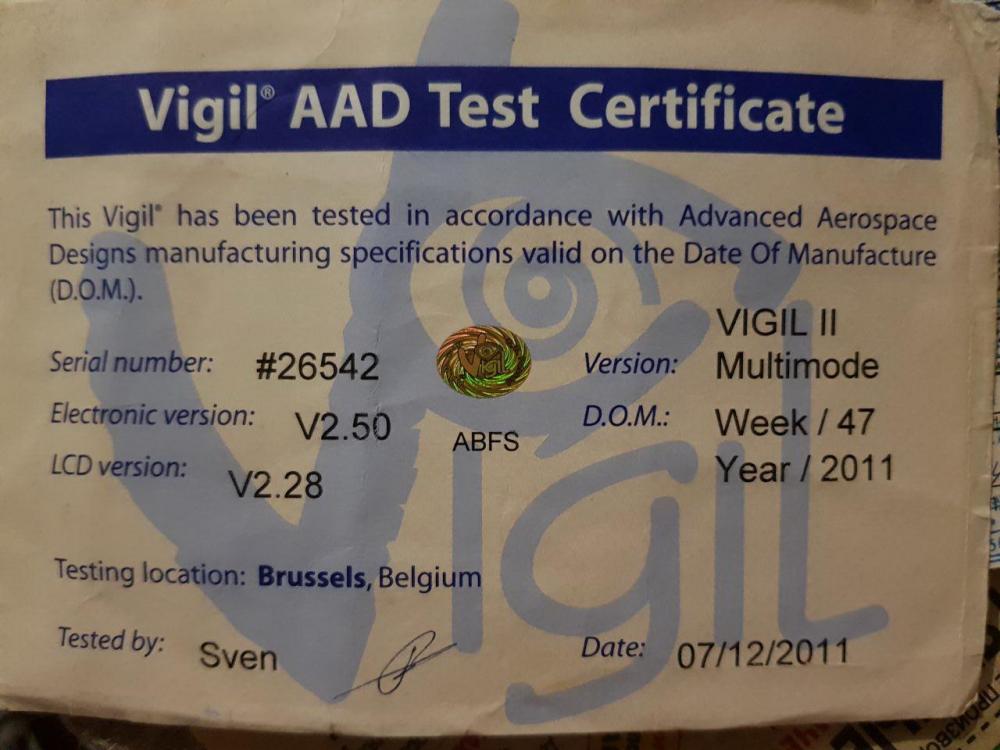 Vigil® AAD Test Certificate
This Vigil® has been tested in accordance with Advanced Aerospace
Designs manufacturing specifications valid on the Date Of Manufacture
(D.O.M.).
Serial number: #26542
Vigil
Version: VIGIL II
Multimode
Electronic version: V2.50
ABFS
D.O.M.: Week / 47
Year / 2011
LCD version: V2.28
Vigil
Testing location: Brussels, Belgium
Tested by: Sven
Date: 07/12/2011